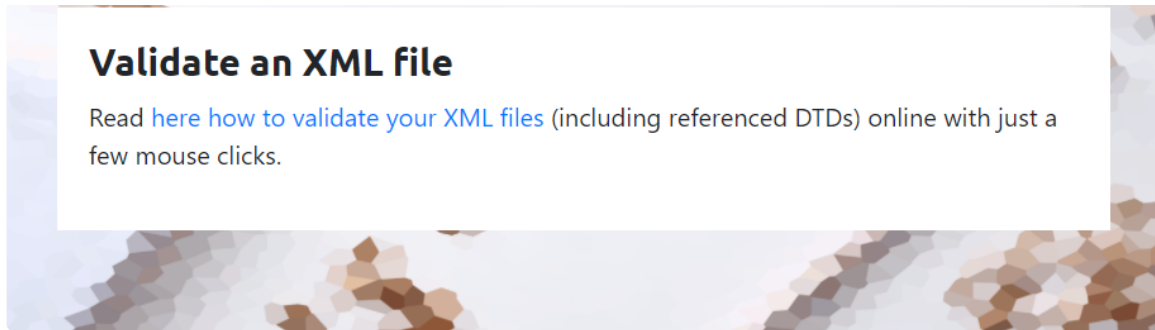 Validate an XML file
Read here how to validate your XML files (including referenced DTDs) online with just a
few mouse clicks.